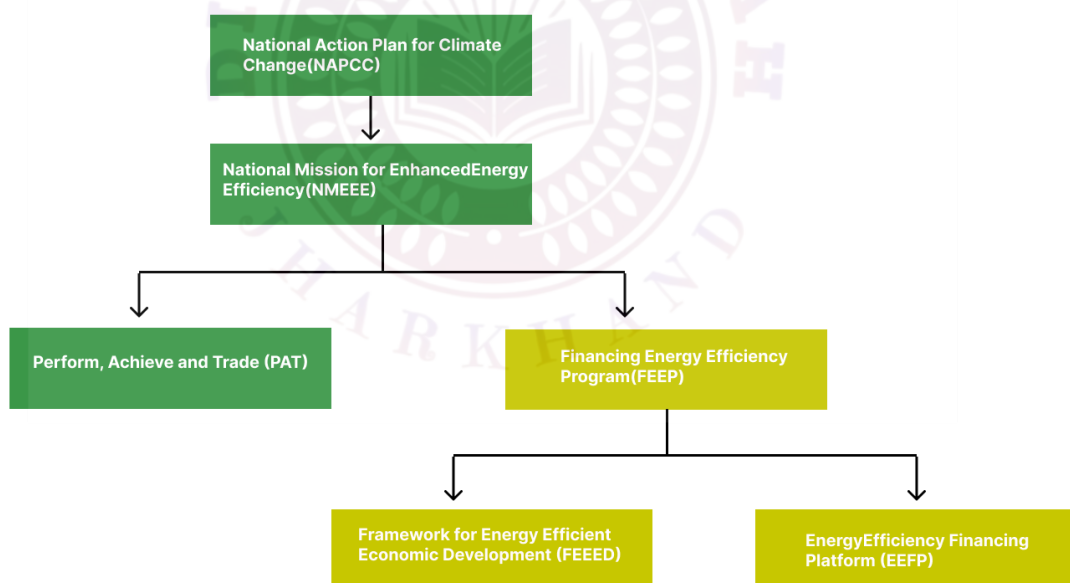 National Action Plan for Climate
Change(NAPCC)
National Mission for EnhancedEnergy
Efficiency(NMEEE)
Perform, Achieve and Trade (PAT)
Financing Energy Efficiency
Program(FEEP)
Framework for Energy Efficient
Economic Development (FEEED)
EnergyEfficiency Financing
Platform (EEFP)
JHARKHAND